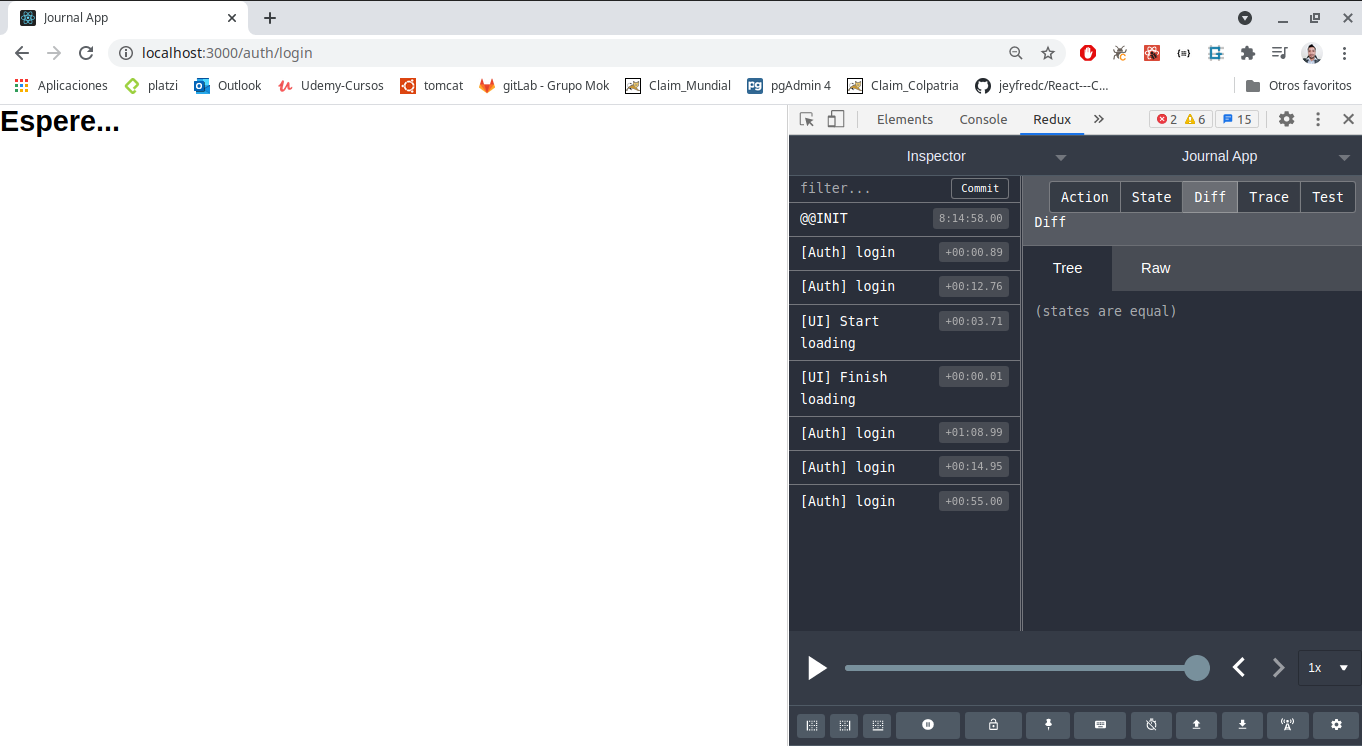 Journal App
localhost:3000/auth/login
Aplicaciones platzi Outlook Udemy-Cursos tomcat gitLab - Grupo Mok Claim_Mundial pgAdmin 4 Claim_Colpatria jeyfredc/React---C... Otros favoritos
Espere...
Elements Console Redux 2 6 15
Inspector Journal App
filter... Commit
Action State Diff Trace Test
Diff
@@INIT 8:14:58.00
[Auth] login +00:00.89
[Auth] login +00:12.76
[UI] Start +00:03.71
loading
[UI] Finish +00:00.01
loading
[Auth] login +01:08.99
[Auth] login +00:14.95
[Auth] login +00:55.00
Tree Raw
(states are equal)
1x